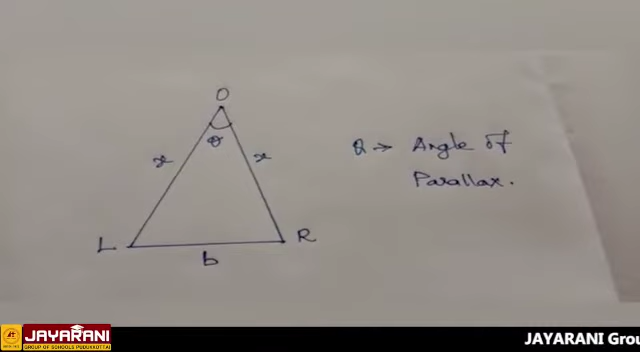 O
θ
x
x
θ → Angle of
Parallax.
L
R
b
JAYARANI
GROUP OF SCHOOLS PUDUKKOTTAI
JAYARANI Grou